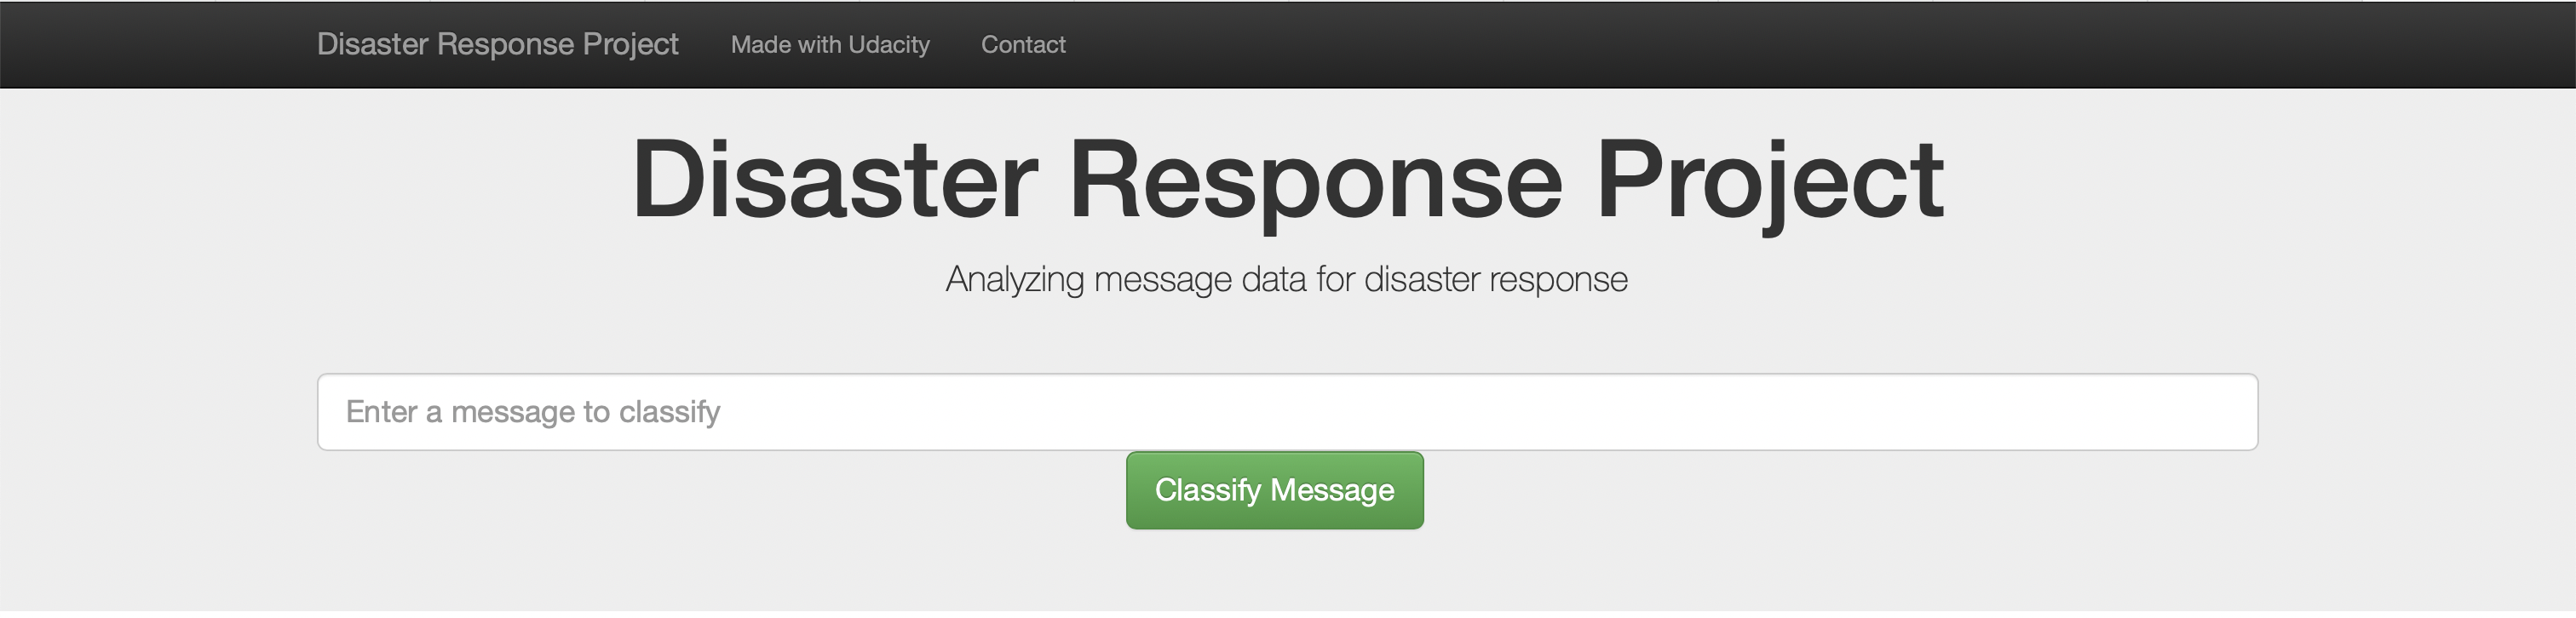 Disaster Response Project Made with Udacity Contact
Disaster Response Project
Analyzing message data for disaster response
Enter a message to classify
Classify Message